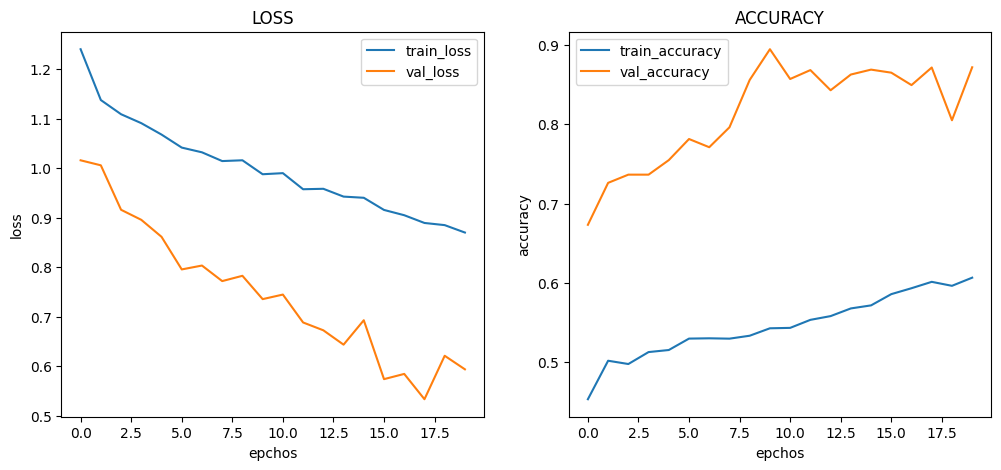 LOSS
train_loss
val_loss
1.2
1.1
1.0
0.9
0.8
0.7
0.6
0.5
loss
0.0 2.5 5.0 7.5 10.0 12.5 15.0 17.5
epchos
ACCURACY
train_accuracy
val_accuracy
0.9
0.8
0.7
0.6
0.5
accuracy
0.0 2.5 5.0 7.5 10.0 12.5 15.0 17.5
epchos